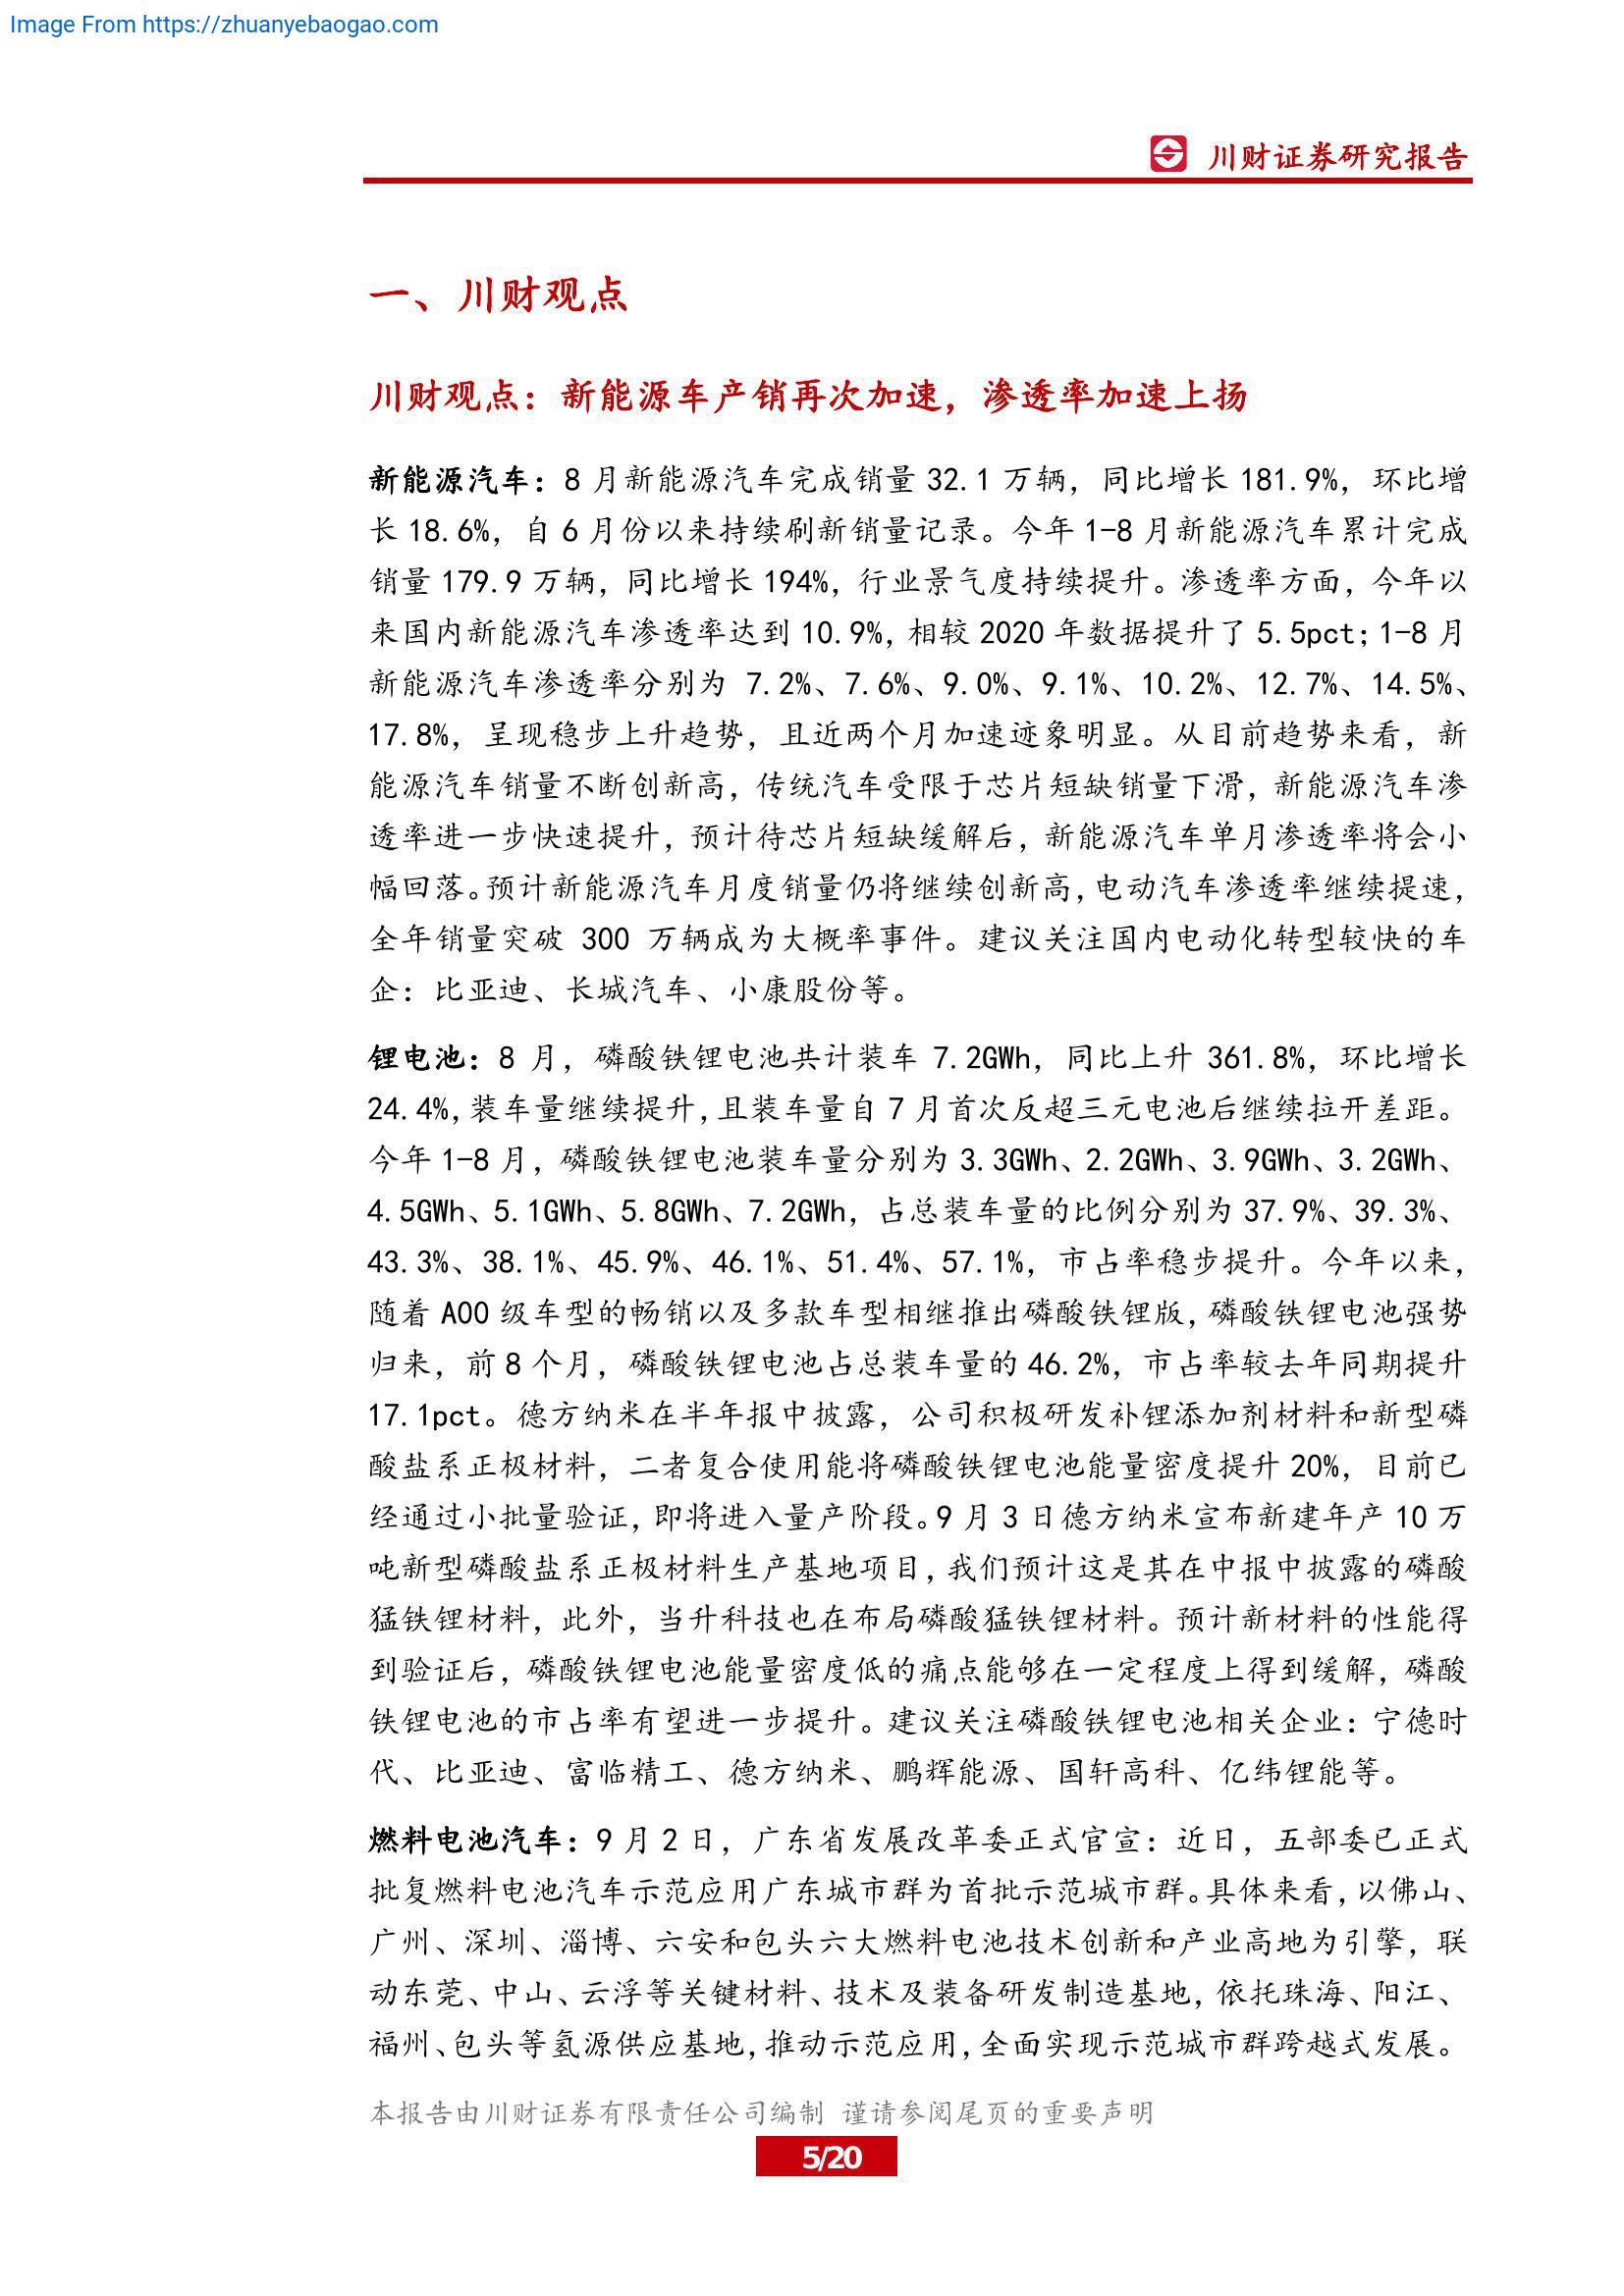 Image From https://zhuanyebaogao.com
川财证券研究报告
一、川财观点
川财观点：新能源车产销再次加速，渗透率加速上扬
新能源汽车：8 月新能源汽车完成销量 32.1 万辆，同比增长 181.9%，环比增
长 18.6%，自 6 月份以来持续刷新销量记录。今年 1-8 月新能源汽车累计完成
销量 179.9 万辆，同比增长 194%，行业景气度持续提升。渗透率方面，今年以
来国内新能源汽车渗透率达到 10.9%，相较 2020 年数据提升了 5.5pct；1-8 月
新能源汽车渗透率分别为 7.2%、7.6%、9.0%、9.1%、10.2%、12.7%、14.5%、
17.8%，呈现稳步上升趋势，且近两个月加速迹象明显。从目前趋势来看，新
能源汽车销量不断创新高，传统汽车受限于芯片短缺销量下滑，新能源汽车渗
透率进一步快速提升，预计待芯片短缺缓解后，新能源汽车单月渗透率将会小
幅回落。预计新能源汽车月度销量仍将继续创新高，电动汽车渗透率继续提速，
全年销量突破 300 万辆成为大概率事件。建议关注国内电动化转型较快的车
企：比亚迪、长城汽车、小康股份等。
锂电池：8 月，磷酸铁锂电池共计装车 7.2GWh，同比上升 361.8%，环比增长
24.4%，装车量继续提升，且装车量自 7 月首次反超三元电池后继续拉开差距。
今年 1-8 月，磷酸铁锂电池装车量分别为 3.3GWh、2.2GWh、3.9GWh、3.2GWh、
4.5GWh、5.1GWh、5.8GWh、7.2GWh，占总装车量的比例分别为 37.9%、39.3%、
43.3%、38.1%、45.9%、46.1%、51.4%、57.1%，市占率稳步提升。今年以来，
随着 A00 级车型的畅销以及多款车型相继推出磷酸铁锂版，磷酸铁锂电池强势
归来，前 8 个月，磷酸铁锂电池占总装车量的 46.2%，市占率较去年同期提升
17.1pct。德方纳米在半年报中披露，公司积极研发补锂添加剂材料和新型磷
酸盐系正极材料，二者复合使用能将磷酸铁锂电池能量密度提升 20%，目前已
经通过小批量验证，即将进入量产阶段。9 月 3 日德方纳米宣布新建年产 10 万
吨新型磷酸盐系正极材料生产基地项目，我们预计这是其在中报中披露的磷酸
猛铁锂材料，此外，当升科技也在布局磷酸猛铁锂材料。预计新材料的性能得
到验证后，磷酸铁锂电池能量密度低的痛点能够在一定程度上得到缓解，磷酸
铁锂电池的市占率有望进一步提升。建议关注磷酸铁锂电池相关企业：宁德时
代、比亚迪、富临精工、德方纳米、鹏辉能源、国轩高科、亿纬锂能等。
燃料电池汽车：9 月 2 日，广东省发展改革委正式官宣：近日，五部委已正式
批复燃料电池汽车示范应用广东城市群为首批示范城市群。具体来看，以佛山、
广州、深圳、淄博、六安和包头六大燃料电池技术创新和产业高地为引擎，联
动东莞、中山、云浮等关键材料、技术及装备研发制造基地，依托珠海、阳江、
福州、包头等氢源供应基地，推动示范应用，全面实现示范城市群跨越式发展。
本报告由川财证券有限责任公司编制 谨请参阅尾页的重要声明
5/20